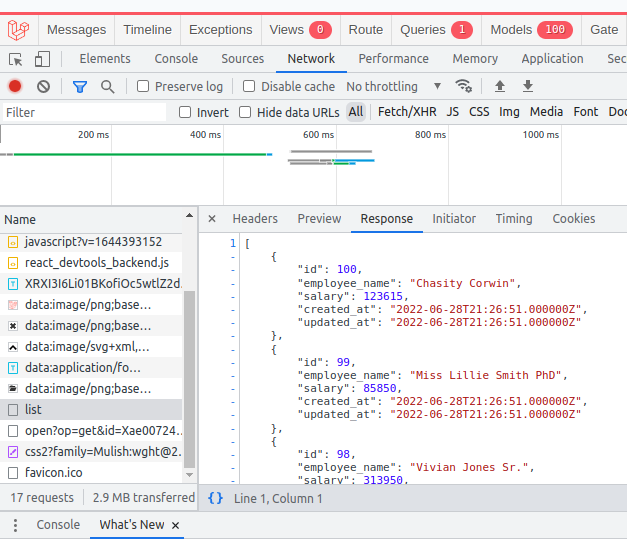 Messages Timeline Exceptions Views 0 Route Queries 1 Models 100 Gate
Elements Console Sources Network Performance Memory Application Sec
Preserve log Disable cache No throttling
Filter Invert Hide data URLs All Fetch/XHR JS CSS Img Media Font Doc
200 ms 400 ms 600 ms 800 ms 1000 ms
Name
javascript?v=1644393152
react_devtools_backend.js
XRXI3I6Li01BKofiOc5wtlZ2d.
data:image/png;base...
data:image/png;base...
data:image/svg+xml,...
data:application/fo...
data:image/png;base...
list
open?op=get&id=Xae00724...
css2?family=Mulish:wght@2...
favicon.ico
17 requests 2.9 MB transferred
× Headers Preview Response Initiator Timing Cookies
1 [
- {
- "id": 100,
- "employee_name": "Chasity Corwin",
- "salary": 123615,
- "created_at": "2022-06-28T21:26:51.000000Z",
- "updated_at": "2022-06-28T21:26:51.000000Z"
- },
- {
- "id": 99,
- "employee_name": "Miss Lillie Smith PhD",
- "salary": 85850,
- "created_at": "2022-06-28T21:26:51.000000Z",
- "updated_at": "2022-06-28T21:26:51.000000Z"
- },
- {
- "id": 98,
- "employee_name": "Vivian Jones Sr.",
- "salary": 313950,
{} Line 1, Column 1
Console What's New ×